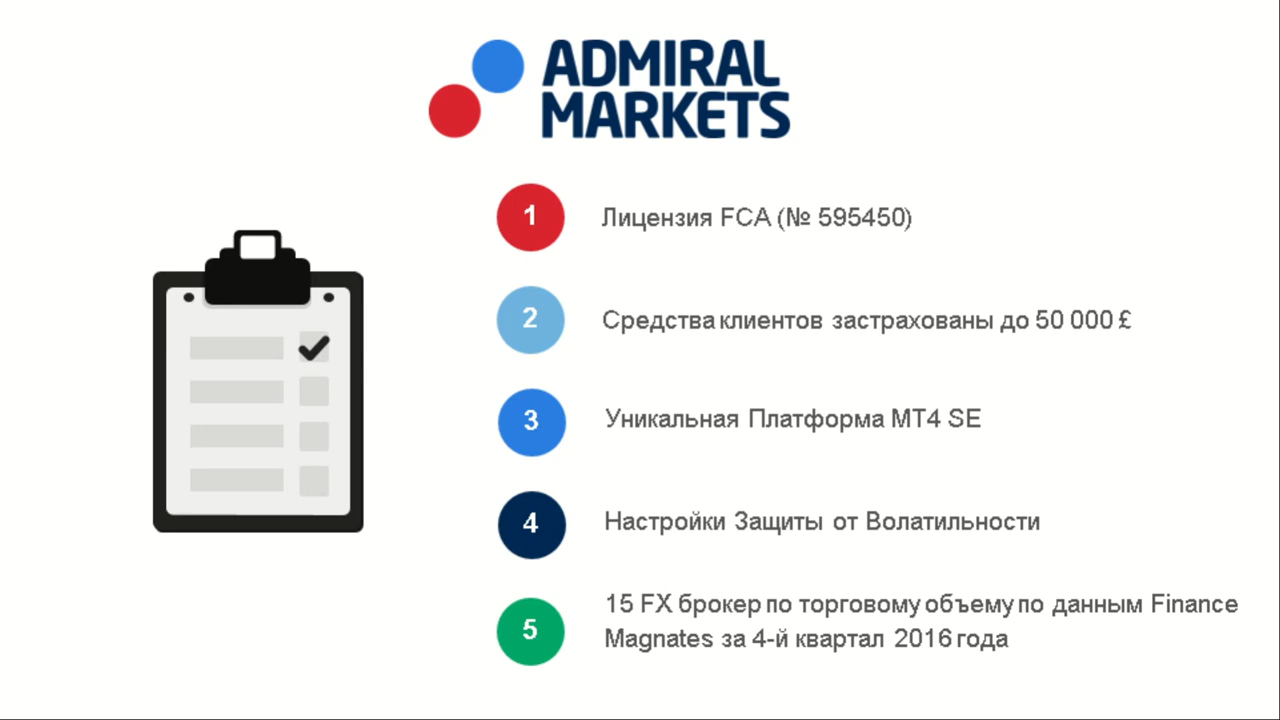 ADMIRAL
MARKETS
1
Лицензия FCA (№ 595450)
2
Средства клиентов застрахованы до 50 000 £
3
Уникальная Платформа MT4 SE
4
Настройки Защиты от Волатильности
5
15 FX брокер по торговому объему по данным Finance
Magnates за 4-й квартал 2016 года